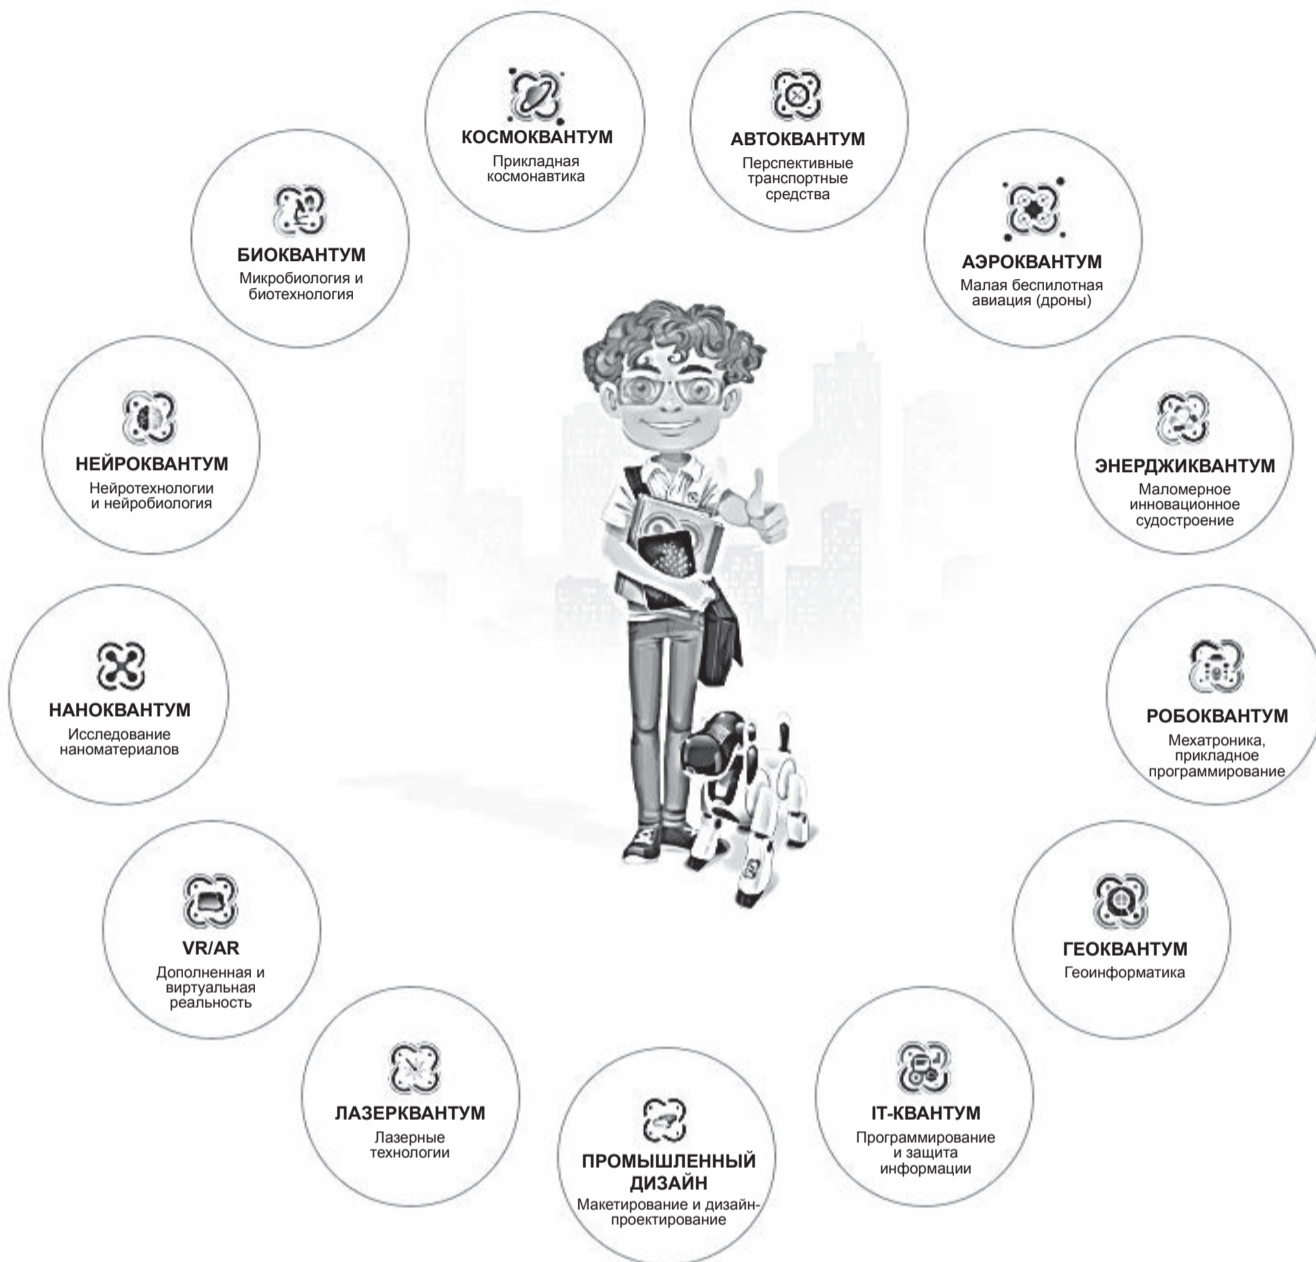 КОСМОКВАНТУМ
Прикладная
космонавтика
АВТОКВАНТУМ
Перспективные
транспортные
средства
БИОКВАНТУМ
Микробиология и
биотехнология
АЭРОКВАНТУМ
Малая беспилотная
авиация (дроны)
НЕЙРОКВАНТУМ
Нейротехнологии
и нейробиология
ЭНЕРДЖИКВАНТУМ
Маломерное
инновационное
судостроение
НАНОКВАНТУМ
Исследование
наноматериалов
РОБОКВАНТУМ
Мехатроника,
прикладное
программирование
VR/AR
Дополненная и
виртуальная
реальность
ГЕОКВАНТУМ
Геоинформатика
ЛАЗЕРКВАНТУМ
Лазерные
технологии
ПРОМЫШЛЕННЫЙ
ДИЗАЙН
Макетирование и дизайн-
проектирование
IT-КВАНТУМ
Программирование
и защита
информации